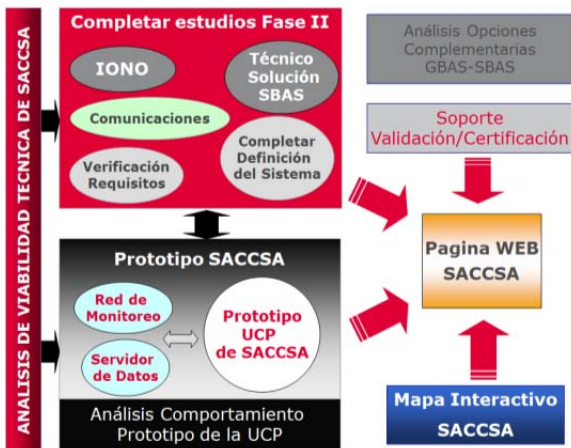 ANALISIS DE VIABILIDAD TECNICA DE SACCSA
Completar estudios Fase II
IONO
Técnico
Solución
SBAS
Comunicaciones
Verificación
Requisitos
Completar
Definición
del Sistema
Análisis Opciones
Complementarias
GBAS-SBAS
Soporte
Validación/Certificación
Pagina WEB
SACCSA
Prototipo SACCSA
Red de
Monitoreo
Servidor
de Datos
Prototipo
UCP
de SACCSA
Análisis Comportamiento
Prototipo de la UCP
Mapa Interactivo
SACCSA